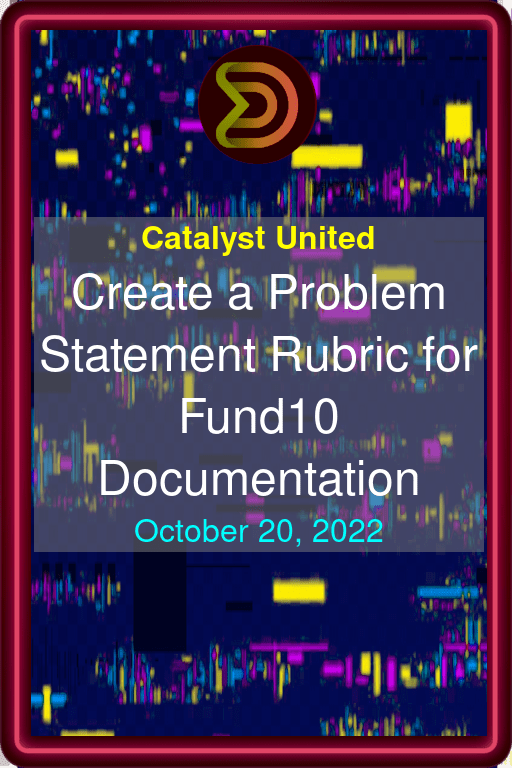 Catalyst United
Create a Problem
Statement Rubric for
Fund10
Documentation
October 20, 2022